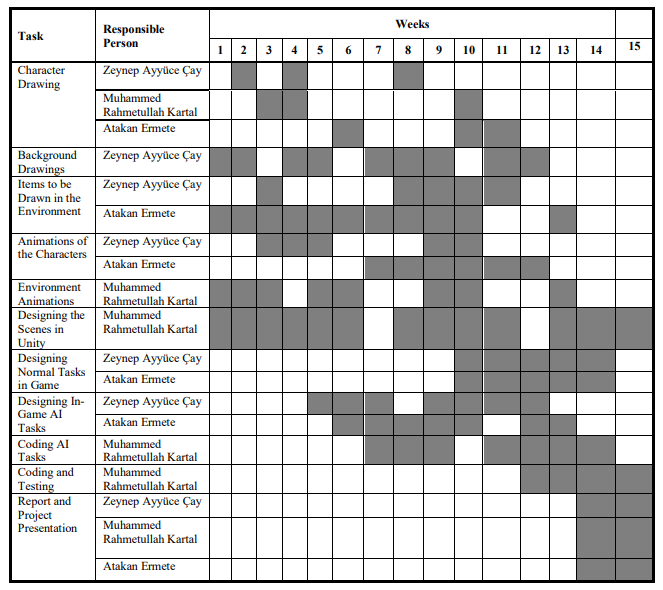 Task
Responsible
Person
Weeks
1 2 3 4 5 6 7 8 9 10 11 12 13 14 15
Character
Drawing
Zeynep Ayyüce Çay
Muhammed
Rahmetullah Kartal
Atakan Ermete
Background
Drawings
Zeynep Ayyüce Çay
Items to be
Drawn in the
Environment
Zeynep Ayyüce Çay
Atakan Ermete
Animations of
the Characters
Zeynep Ayyüce Çay
Atakan Ermete
Environment
Animations
Muhammed
Rahmetullah Kartal
Designing the
Scenes in
Unity
Muhammed
Rahmetullah Kartal
Designing
Normal Tasks
in Game
Zeynep Ayyüce Çay
Atakan Ermete
Designing In-
Game AI
Tasks
Zeynep Ayyüce Çay
Atakan Ermete
Coding AI
Tasks
Muhammed
Rahmetullah Kartal
Coding and
Testing
Muhammed
Rahmetullah Kartal
Report and
Project
Presentation
Zeynep Ayyüce Çay
Muhammed
Rahmetullah Kartal
Atakan Ermete